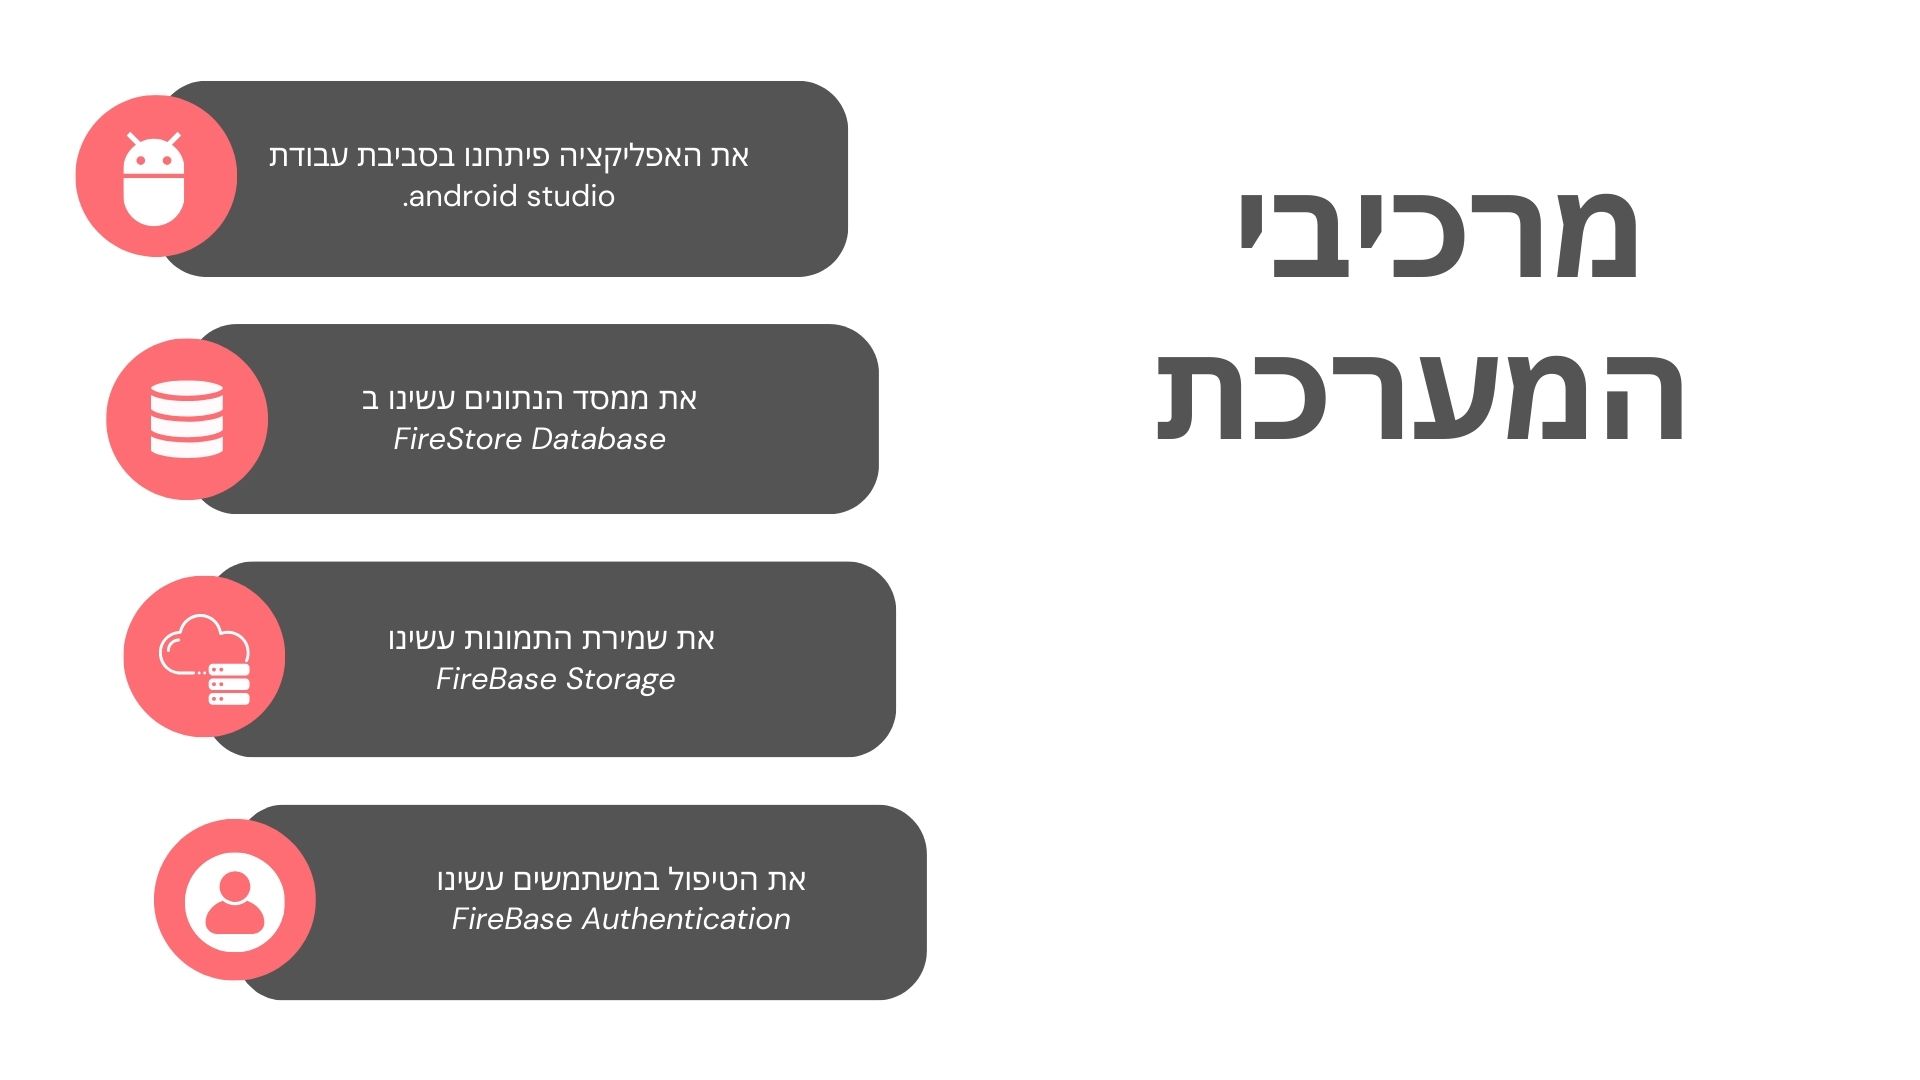 מרכיבי
המערכת
את האפליקציה פיתחנו בסביבת עבודת
android studio.
את ממסד הנתונים עשינו ב
FireStore Database
את שמירת התמונות עשינו
FireBase Storage
את הטיפול במשתמשים עשינו
FireBase Authentication